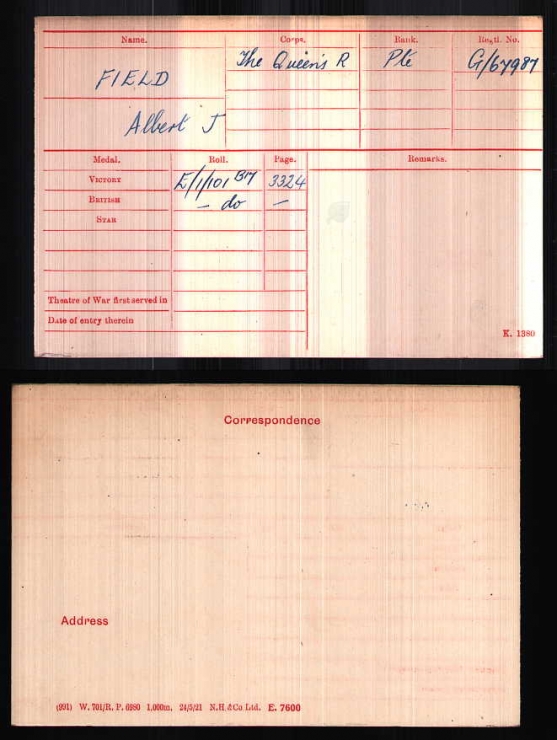 Name. Corps. Rank. Regtl. No.
FIELD The Queen's R Pte G/67987
Albert J
Medal. Roll. Page. Remarks.
VICTORY E/1/101 B17 3324
BRITISH – do –
STAR
Theatre of War first served in
Date of entry therein
K. 1380
Correspondence
Address
(991) W. 701/R.P. 6980 1,000m. 24/5/21 N.H.&Co Ltd. E. 7600